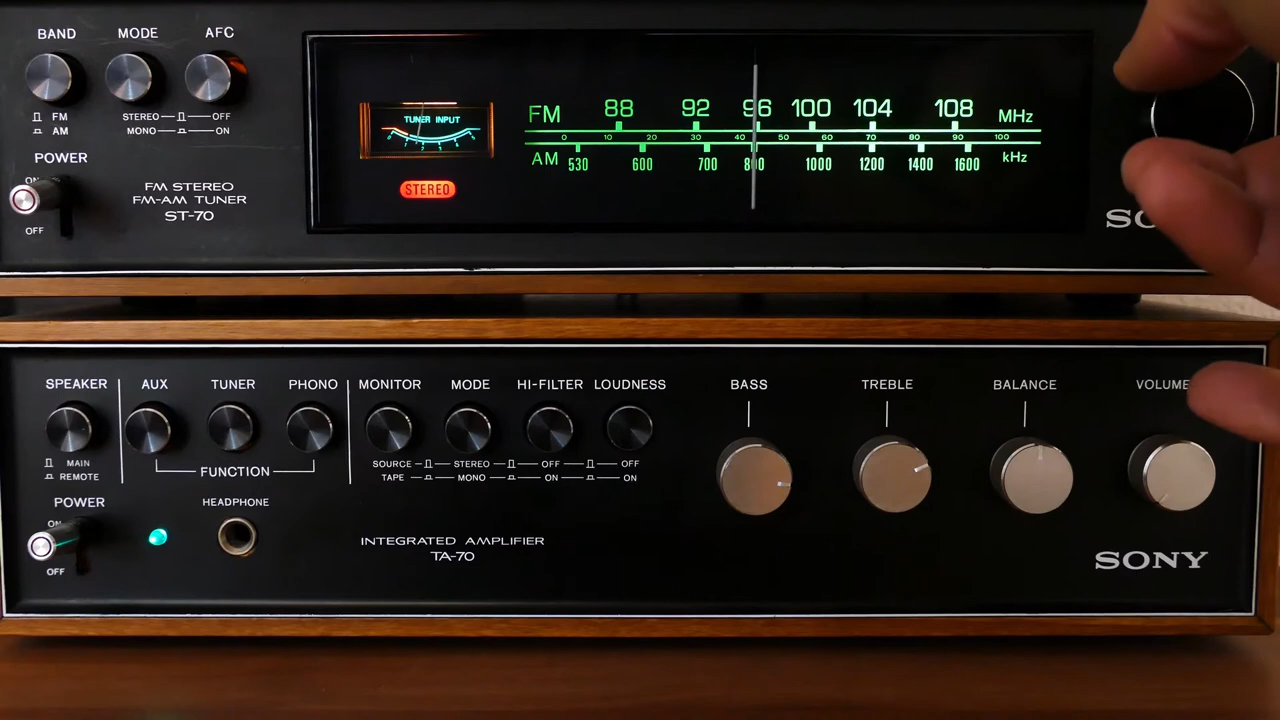 BAND MODE AFC
FM STEREO OFF
AM MONO ON
POWER
ON
OFF
FM STEREO
FM-AM TUNER
ST-70
TUNER INPUT
STEREO
FM 88 92 96 100 104 108 MHz
0 10 20 30 40 50 60 70 80 90 100
AM 530 600 700 800 1000 1200 1400 1600 kHz
SO
SPEAKER AUX TUNER PHONO MONITOR MODE HI-FILTER LOUDNESS BASS TREBLE BALANCE VOLUME
MAIN SOURCE STEREO OFF OFF
REMOTE FUNCTION TAPE MONO ON ON
POWER HEADPHONE
ON
OFF
INTEGRATED AMPLIFIER
TA-70
SONY